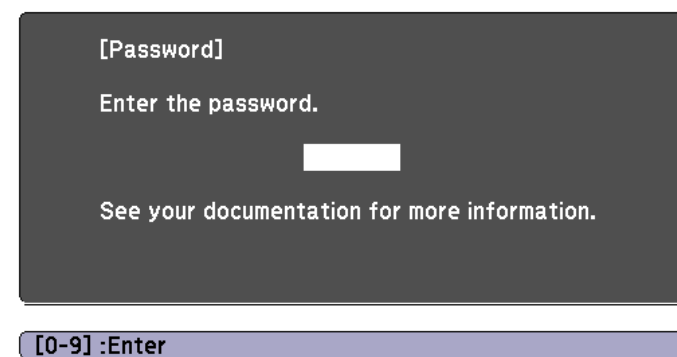 [Password]
Enter the password.
See your documentation for more information.
[0-9] :Enter